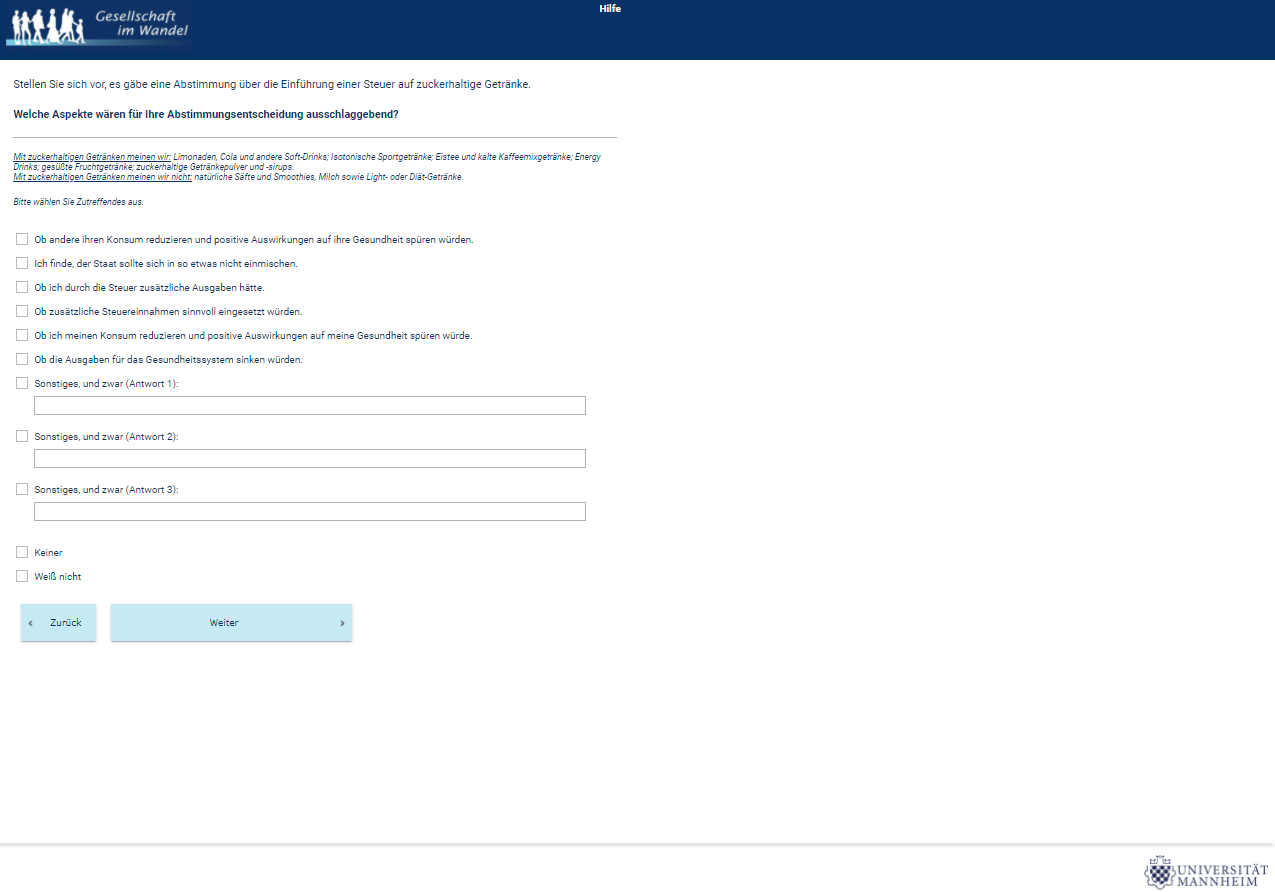 Gesellschaft
im Wandel
Hilfe
Stellen Sie sich vor, es gäbe eine Abstimmung über die Einführung einer Steuer auf zuckerhaltige Getränke.
Welche Aspekte wären für Ihre Abstimmungsentscheidung ausschlaggebend?
Mit zuckerhaltigen Getränken meinen wir: Limonaden, Cola und andere Soft-Drinks; Isotonische Sportgetränke; Eistee und kalte Kaffeemixgetränke; Energy
Drinks; gesüßte Fruchtgetränke; zuckerhaltige Getränkepulver und -sirups.
Mit zuckerhaltigen Getränken meinen wir nicht: natürliche Säfte und Smoothies, Milch sowie Light- oder Diät-Getränke.
Bitte wählen Sie Zutreffendes aus.
Ob andere ihren Konsum reduzieren und positive Auswirkungen auf ihre Gesundheit spüren würden.
Ich finde, der Staat sollte sich in so etwas nicht einmischen.
Ob ich durch die Steuer zusätzliche Ausgaben hätte.
Ob zusätzliche Steuereinnahmen sinnvoll eingesetzt würden.
Ob ich meinen Konsum reduzieren und positive Auswirkungen auf meine Gesundheit spüren würde.
Ob die Ausgaben für das Gesundheitssystem sinken würden.
Sonstiges, und zwar (Antwort 1):
Sonstiges, und zwar (Antwort 2):
Sonstiges, und zwar (Antwort 3):
Keiner
Weiß nicht
‹ Zurück
Weiter ›
UNIVERSITÄT
MANNHEIM